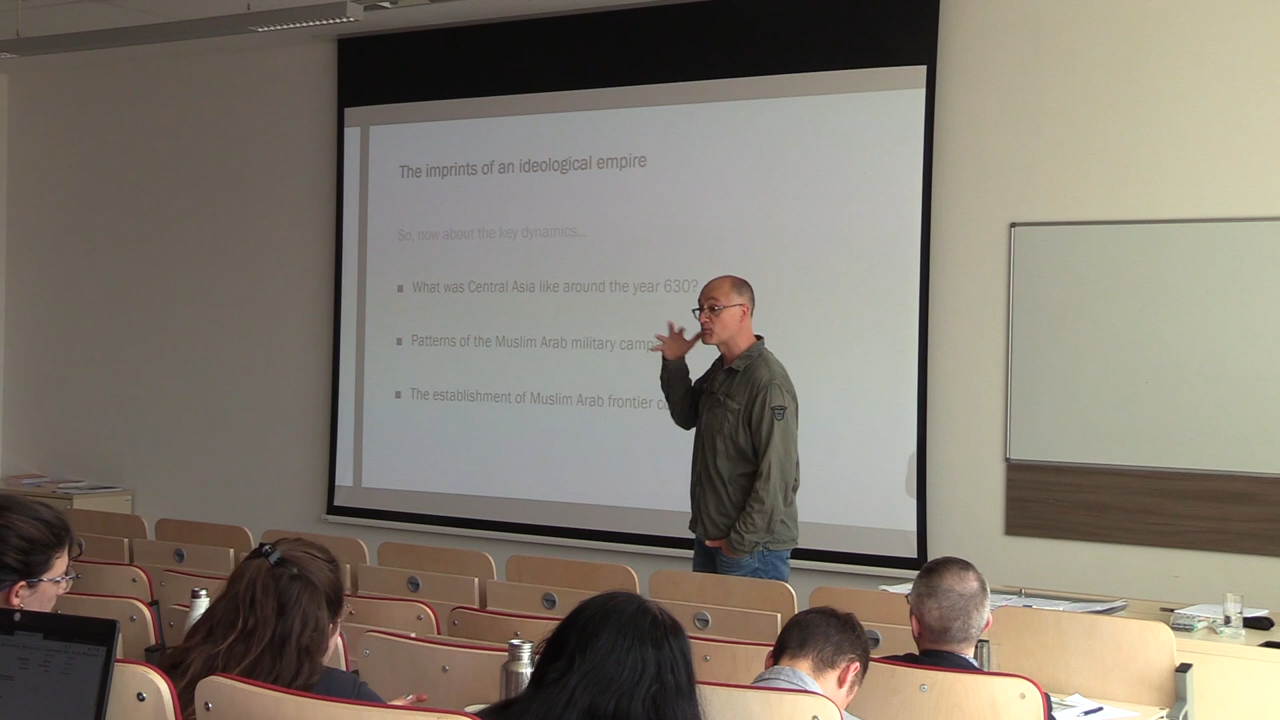 The imprints of an ideological empire
So, now about the key dynamics...
What was Central Asia like around the year 630?
Patterns of the Muslim Arab military
The establishment of Muslim Arab frontier